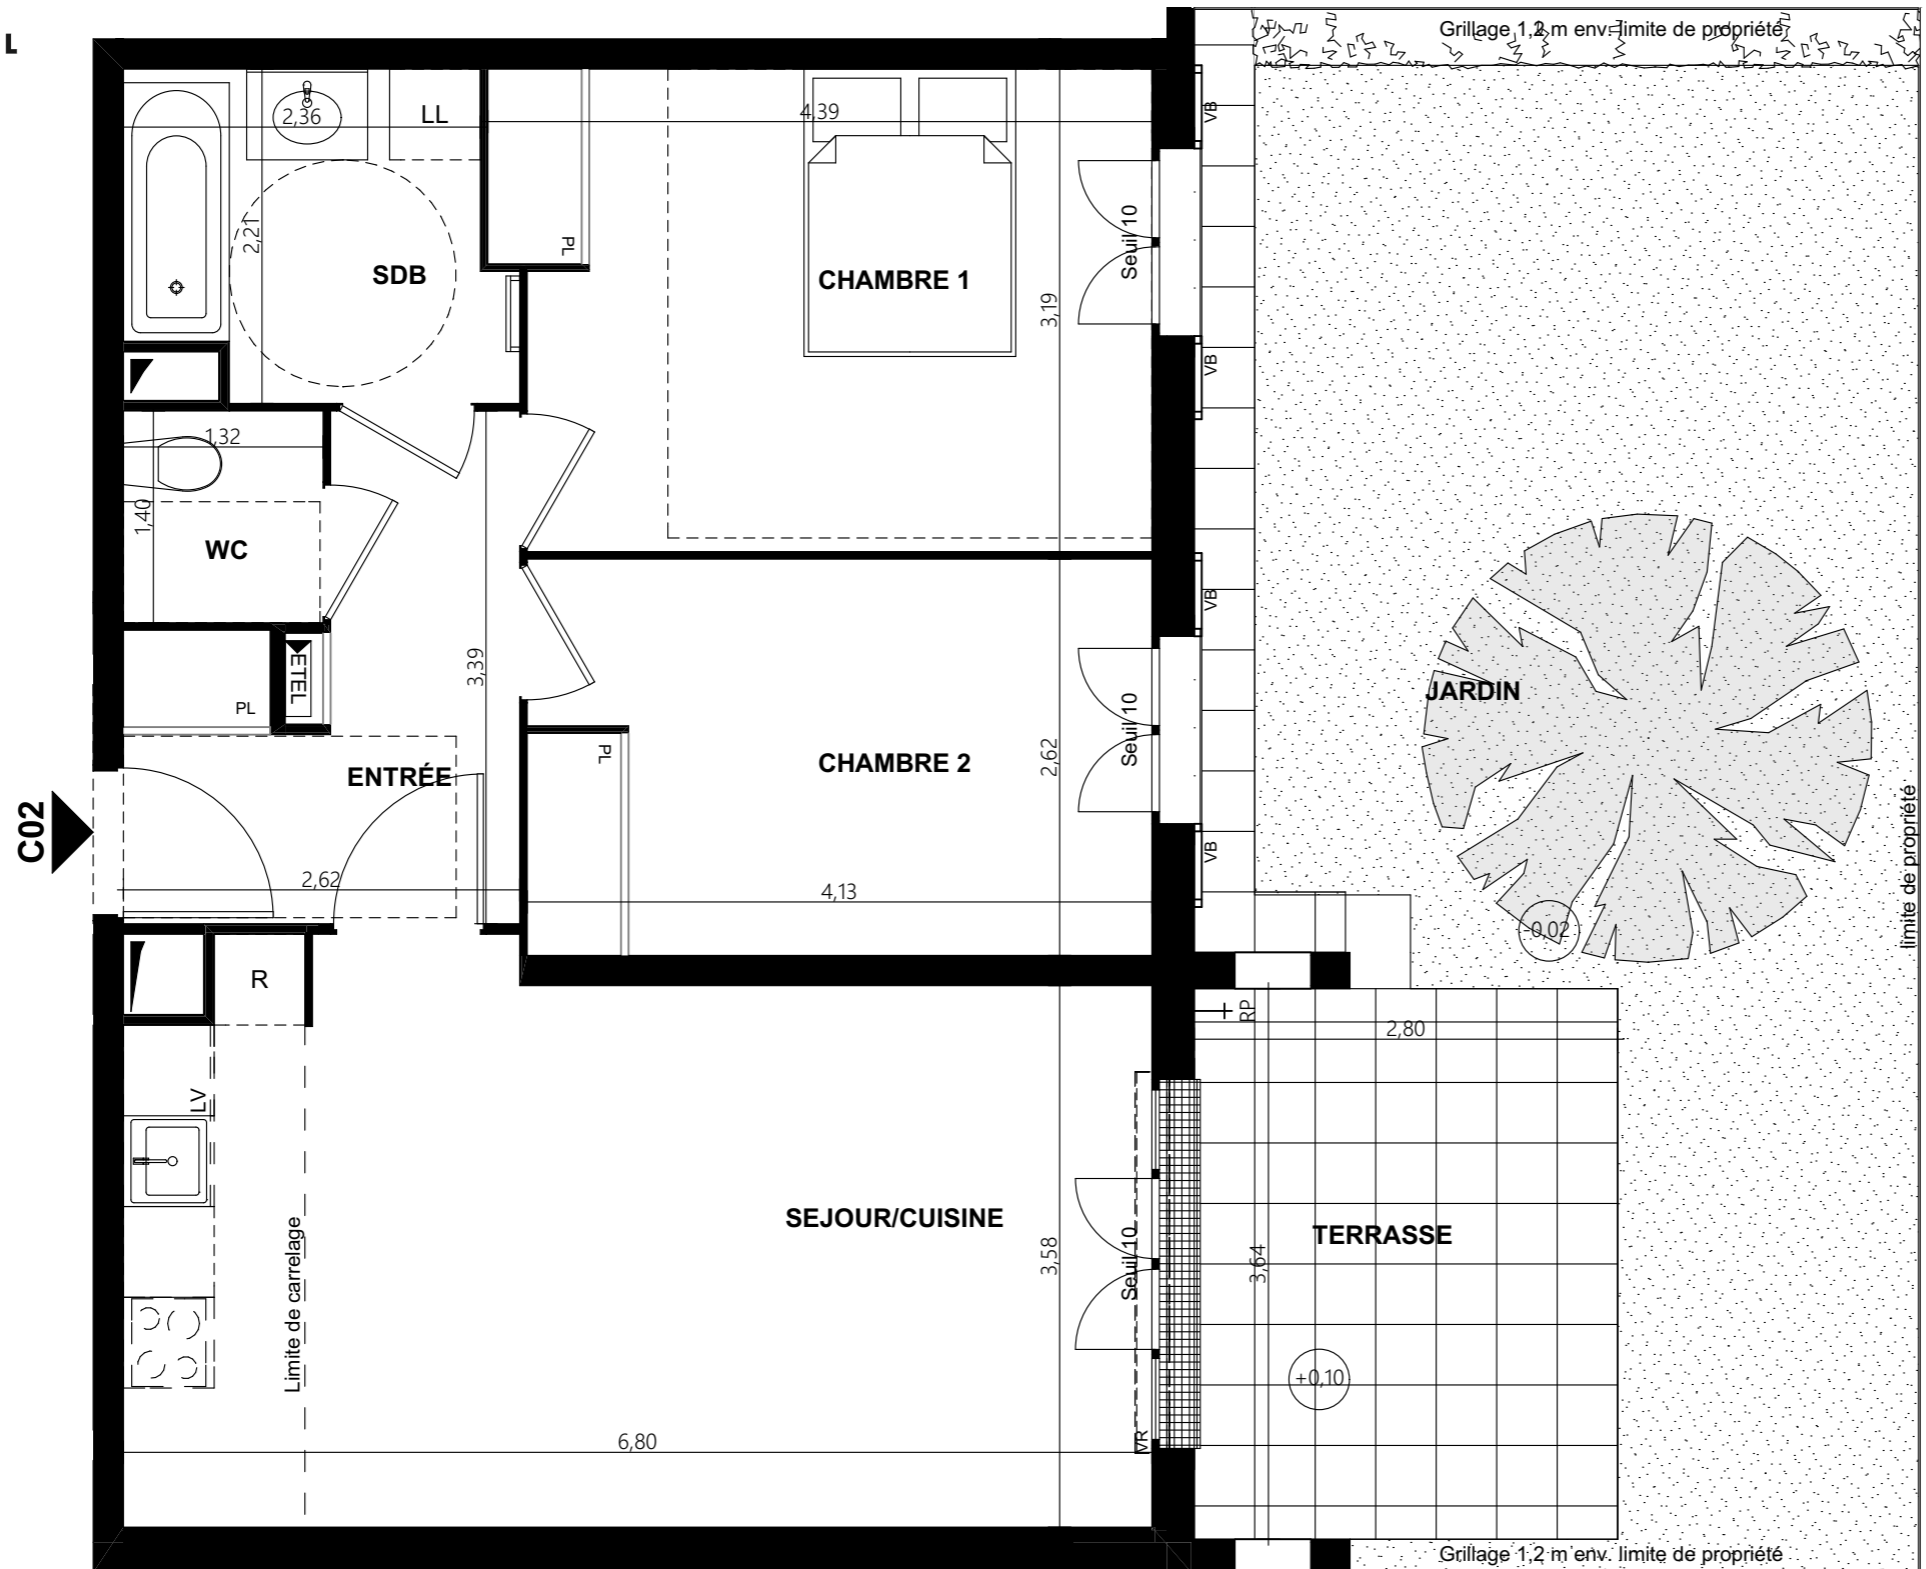 L
Grillage 1,2 m env. limite de propriété
2,36
LL
4,39
VB
2,21
PL
Seuil 10
SDB
CHAMBRE 1
3,19
VB
1,32
1,40
WC
VB
ETEL
3,39
PL
JARDIN
PL
Seuil 10
2,62
CHAMBRE 2
ENTRÉE
C02
VB
limite de propriété
2,62
4,13
-0,02
R
RP
2,80
LV
SEJOUR/CUISINE
Limite de carrelage
3,58
Seuil 10
3,64
TERRASSE
+0,10
6,80
VR
Grillage 1,2 m env. limite de propriété